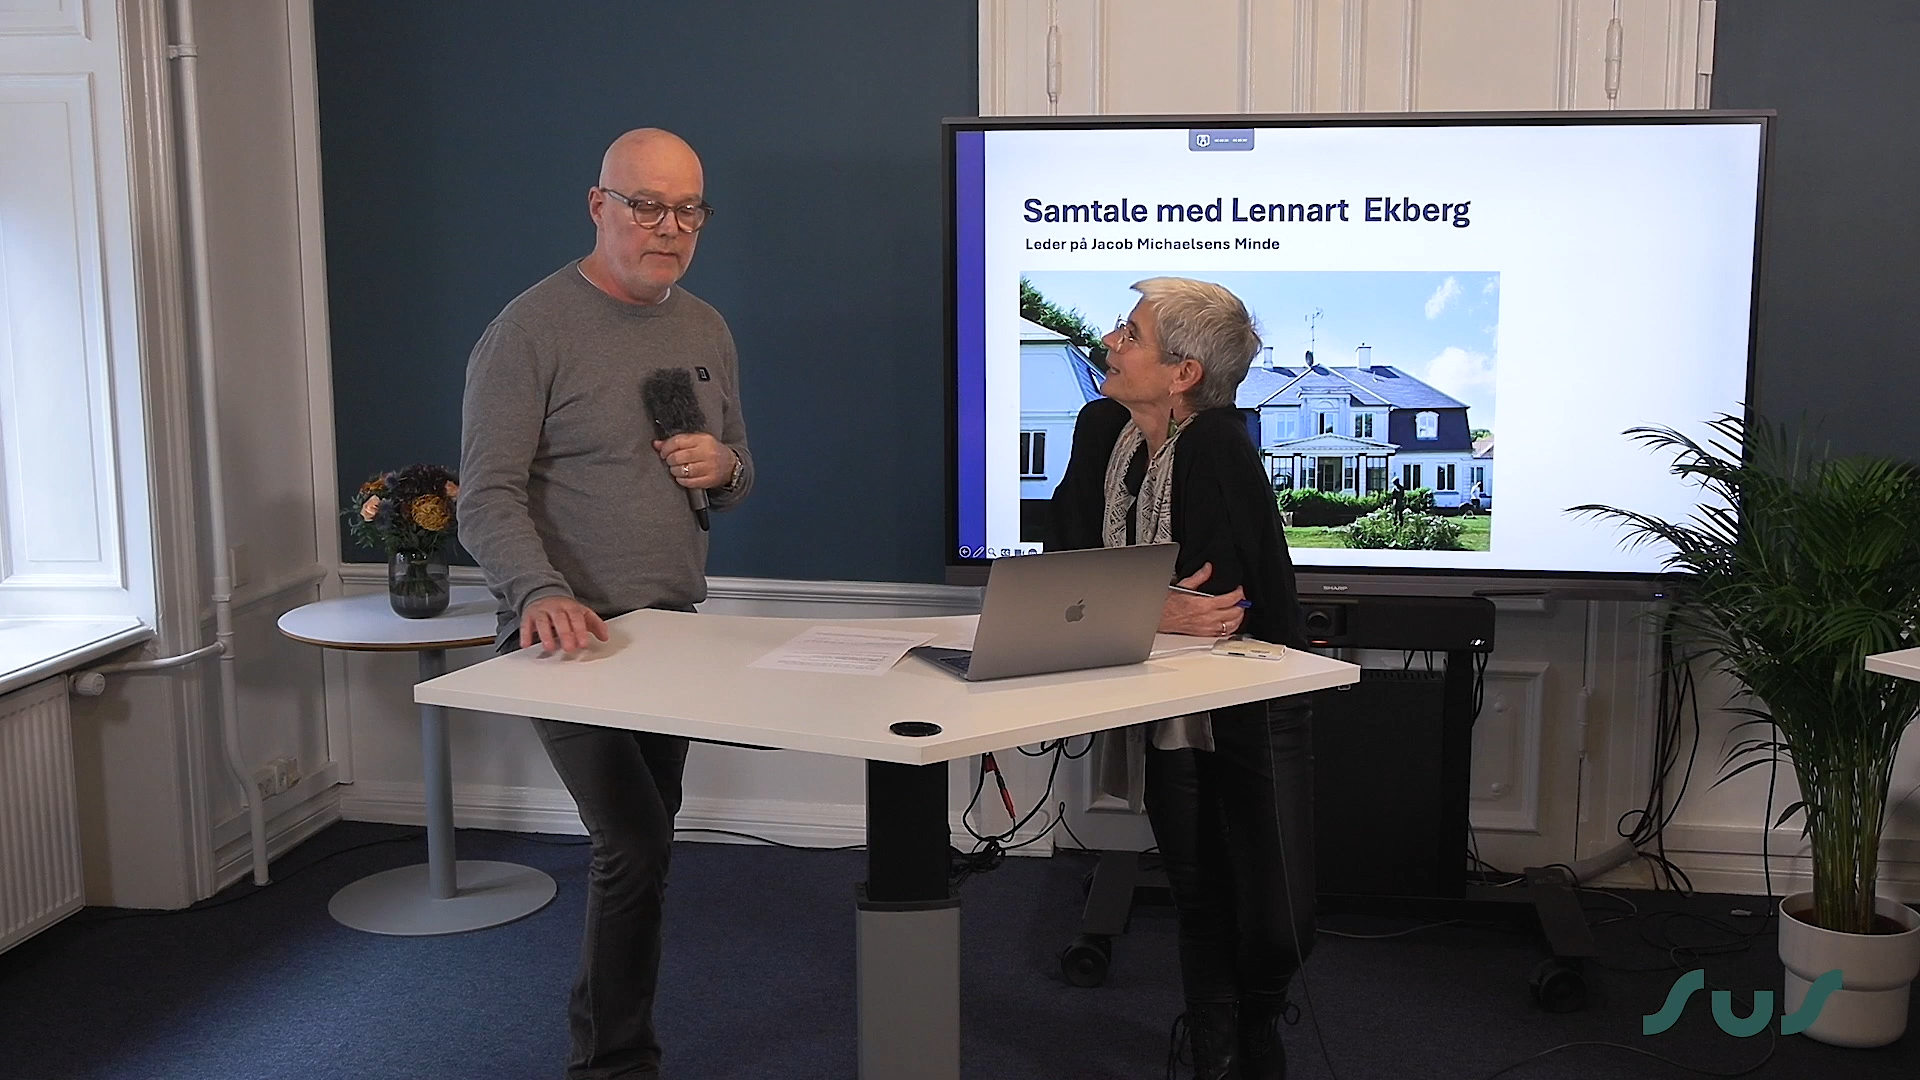 Samtale med Lennart Ekberg
Leder på Jacob Michaelsens Minde
SHARP
sus